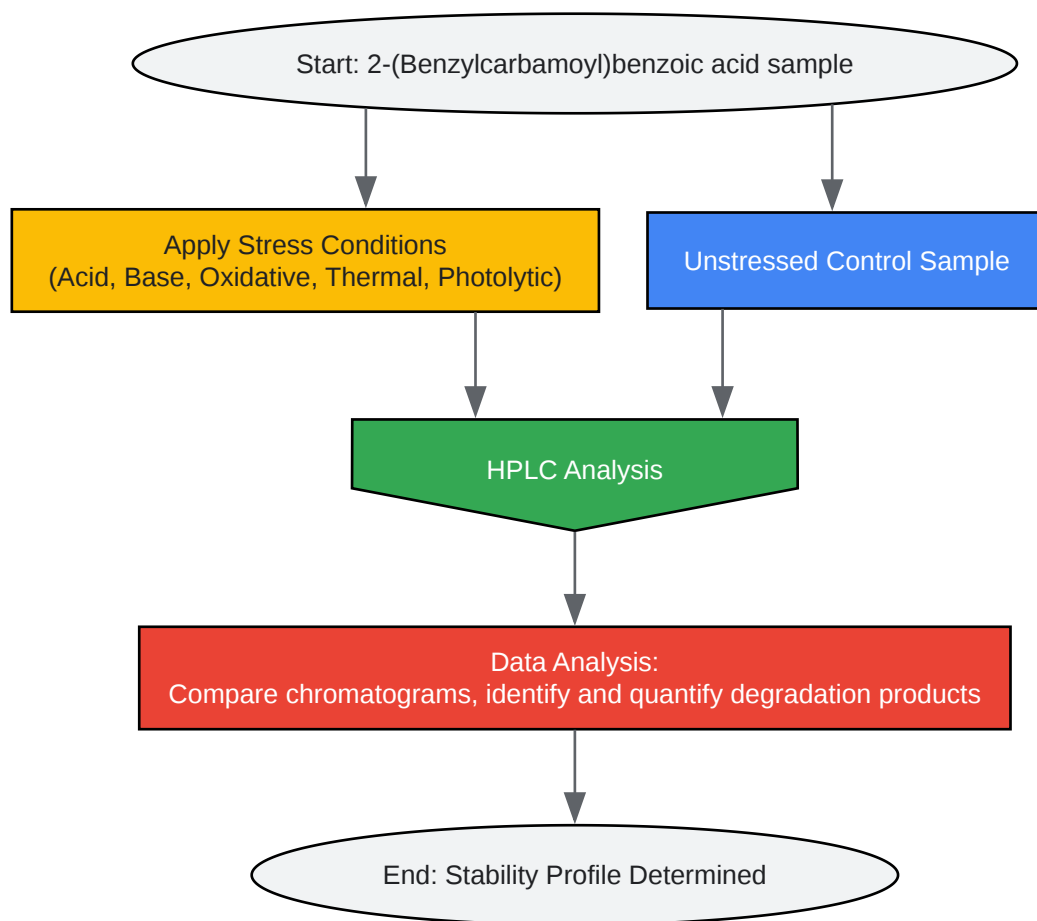 Start: 2-(Benzylcarbamoyl)benzoic acid sample
Apply Stress Conditions
(Acid, Base, Oxidative, Thermal, Photolytic)
Unstressed Control Sample
HPLC Analysis
Data Analysis:
Compare chromatograms, identify and quantify degradation products
End: Stability Profile Determined